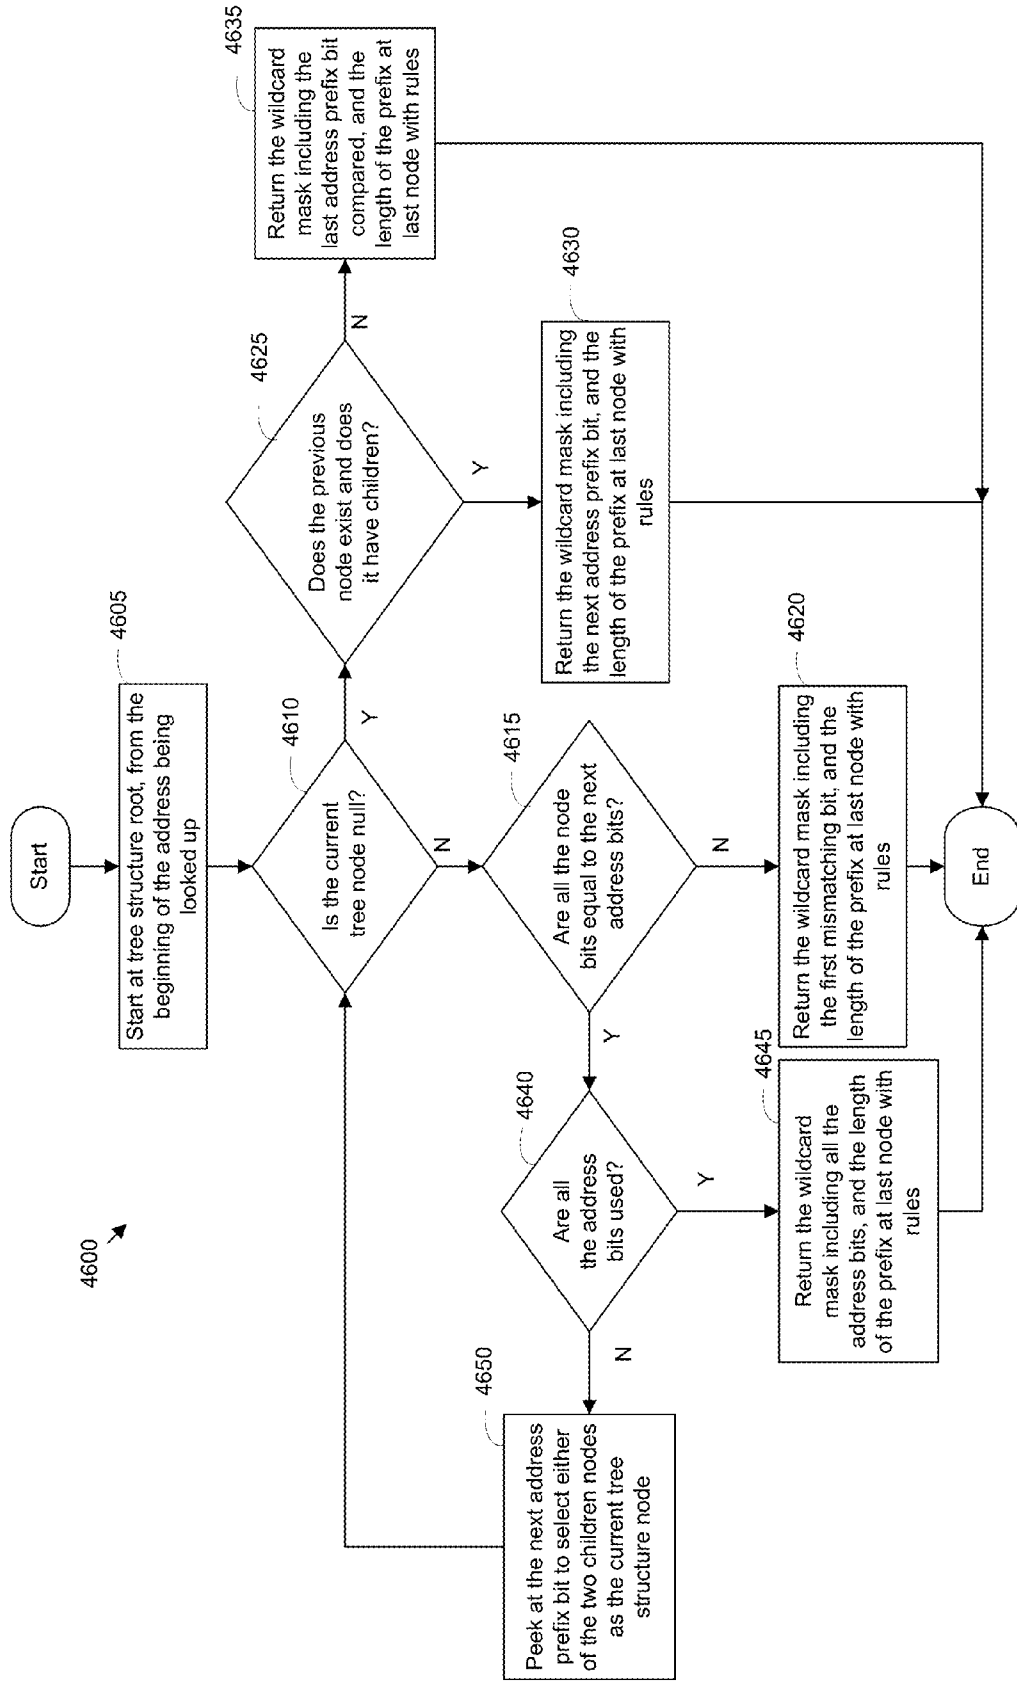 4600
Start
4605
Start at tree structure root, from the
beginning of the address being
looked up
4610
Is the current
tree node null?
Y
N
4625
Does the previous
node exist and does
it have children?
N
Y
4635
Return the wildcard
mask including the
last address prefix bit
compared, and the
length of the prefix at
last node with rules
4630
Return the wildcard mask including
the next address prefix bit, and the
length of the prefix at last node with
rules
4615
Are all the node
bits equal to the next
address bits?
Y
N
4620
Return the wildcard mask including
the first mismatching bit, and the
length of the prefix at last node with
rules
4640
Are all
the address
bits used?
Y
N
4645
Return the wildcard
mask including all the
address bits, and the length
of the prefix at last node with
rules
4650
Peek at the next address
prefix bit to select either
of the two children nodes
as the current tree
structure node
End